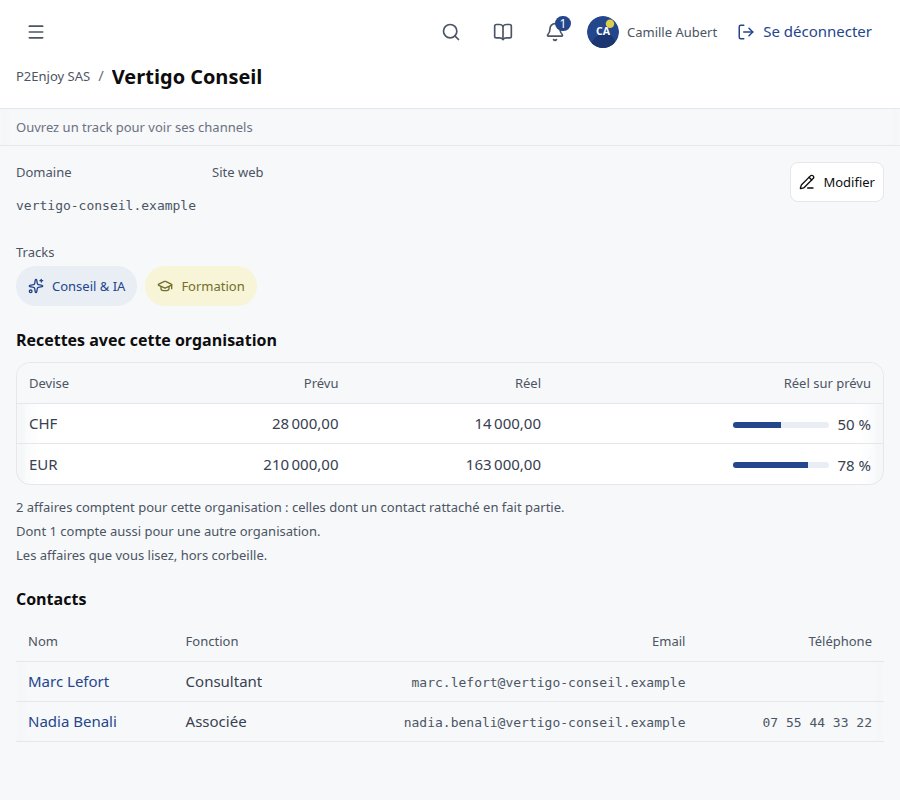 1
CA
Camille Aubert
Se déconnecter
P2Enjoy SAS / Vertigo Conseil
Ouvrez un track pour voir ses channels
Domaine Site web
Modifier
vertigo-conseil.example
Tracks
Conseil & IA Formation
Recettes avec cette organisation
Devise Prévu Réel Réel sur prévu
CHF 28 000,00 14 000,00 50 %
EUR 210 000,00 163 000,00 78 %
2 affaires comptent pour cette organisation : celles dont un contact rattaché en fait partie.
Dont 1 compte aussi pour une autre organisation.
Les affaires que vous lisez, hors corbeille.
Contacts
Nom Fonction Email Téléphone
Marc Lefort Consultant marc.lefort@vertigo-conseil.example
Nadia Benali Associée nadia.benali@vertigo-conseil.example 07 55 44 33 22